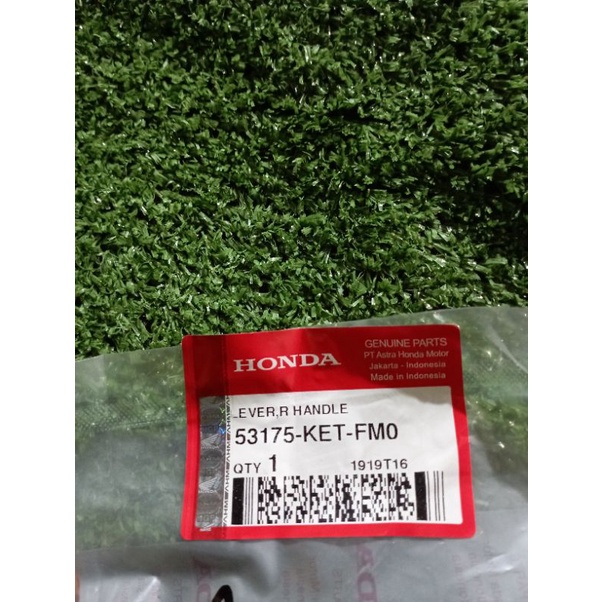 HONDA
GENUINE PARTS
PT Astra Honda Motor
Jakarta - Indonesia
Made in Indonesia
LEVER,R HANDLE
53175-KET-FM0
QTY 1 1919T16